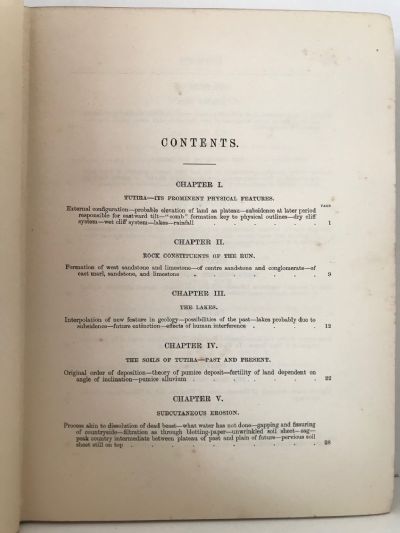 CONTENTS.
CHAPTER I.
TUTIRA—ITS PROMINENT PHYSICAL FEATURES.
PAGE
External configuration—probable elevation of land as plateau—subsidence at later period
responsible for eastward tilt—"comb" formation key to physical outlines—dry cliff
system—wet cliff system—lakes—rainfall . . . . . 1
CHAPTER II.
ROCK CONSTITUENTS OF THE RUN.
Formation of west sandstone and limestone—of centre sandstone and conglomerate—of
east marl, sandstone, and limestone . . . . . . 9
CHAPTER III.
THE LAKES.
Interpolation of new feature in geology—possibilities of the past—lakes probably due to
subsidence—future extinction—effects of human interference . . . 12
CHAPTER IV.
THE SOILS OF TUTIRA—PAST AND PRESENT.
Original order of deposition—theory of pumice deposit—fertility of land dependent on
angle of inclination—pumice alluvium . . . . . . 22
CHAPTER V.
SUBCUTANEOUS EROSION.
Process akin to dissolution of dead beast—what water has not done—gapping and fissuring
of countryside—filtration as through blotting-paper—unwrinkled soil sheet—sag—
peak country intermediate between plateau of past and plain of future—pervious soil
sheet still on top . . . . . . . . 28